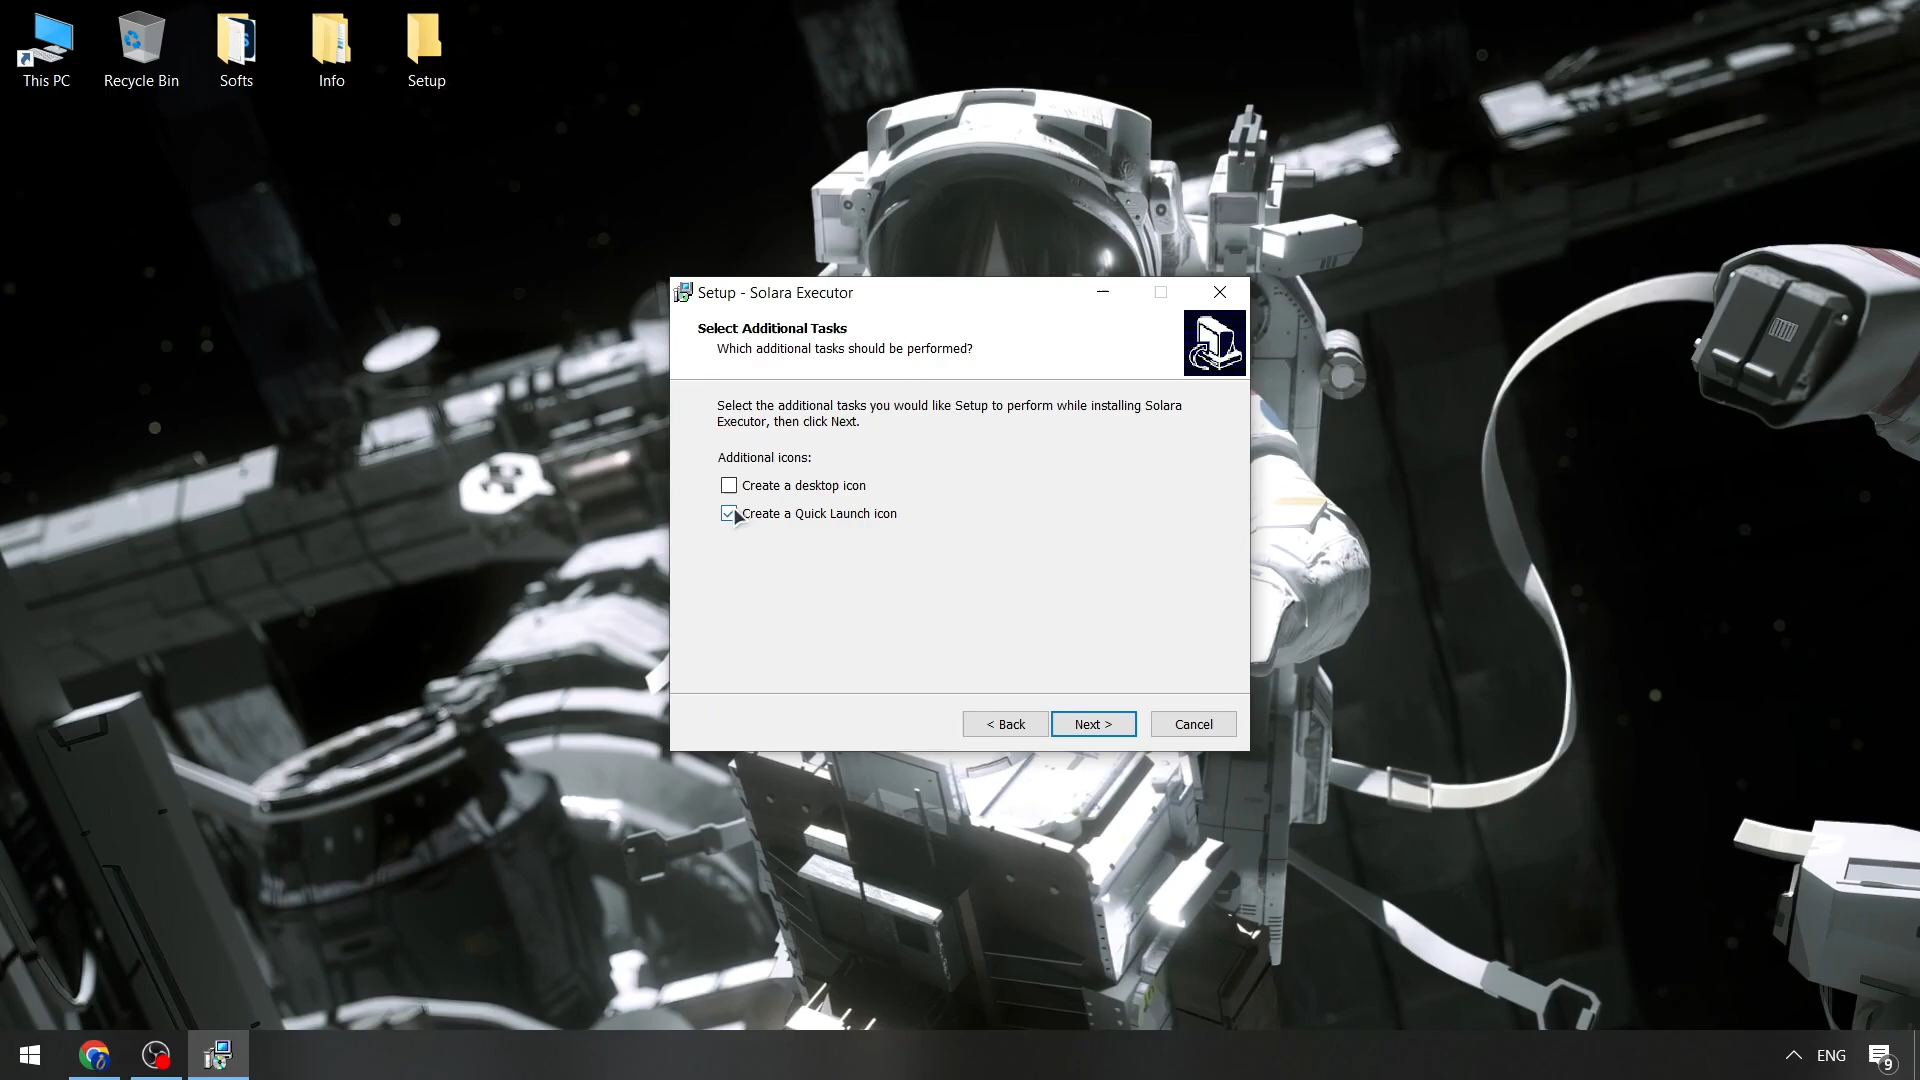 This PC
Recycle Bin
Softs
Info
Setup
Setup - Solara Executor
Select Additional Tasks
Which additional tasks should be performed?
Select the additional tasks you would like Setup to perform while installing Solara
Executor, then click Next.
Additional icons:
Create a desktop icon
Create a Quick Launch icon
< Back
Next >
Cancel
ENG
9